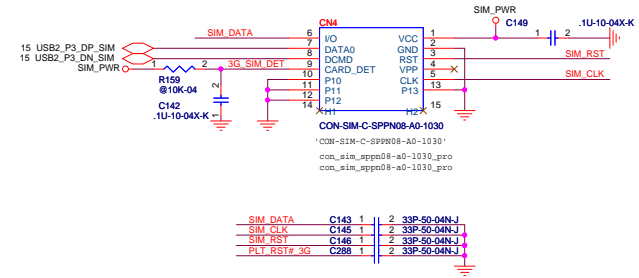 SIM_PWR
CN4 C149 .1U-10-04X-K
SIM_DATA 6 I/O VCC 1 1 2
15 USB2_P3_DP_SIM 7 DATA0 GND 2
15 USB2_P3_DN_SIM 8 DCMD RST 3 SIM_RST
SIM_PWR 1 2 3G_SIM_DET 9 CARD_DET VPP 4
R159 10 P10 CLK 5 SIM_CLK
@10K-04 11 P11 P13 13
12 P12
C142 1 2 14 H1 H2 15
.1U-10-04X-K
CON-SIM-C-SPPN08-A0-1030
'CON-SIM-C-SPPN08-A0-1030'
con_sim_sppn08-a0-1030_pro
con_sim_sppn08-a0-1030_pro
SIM_DATA C143 1 2 33P-50-04N-J
SIM_CLK C145 1 2 33P-50-04N-J
SIM_RST C146 1 2 33P-50-04N-J
PLT_RST#_3G C288 1 2 33P-50-04N-J